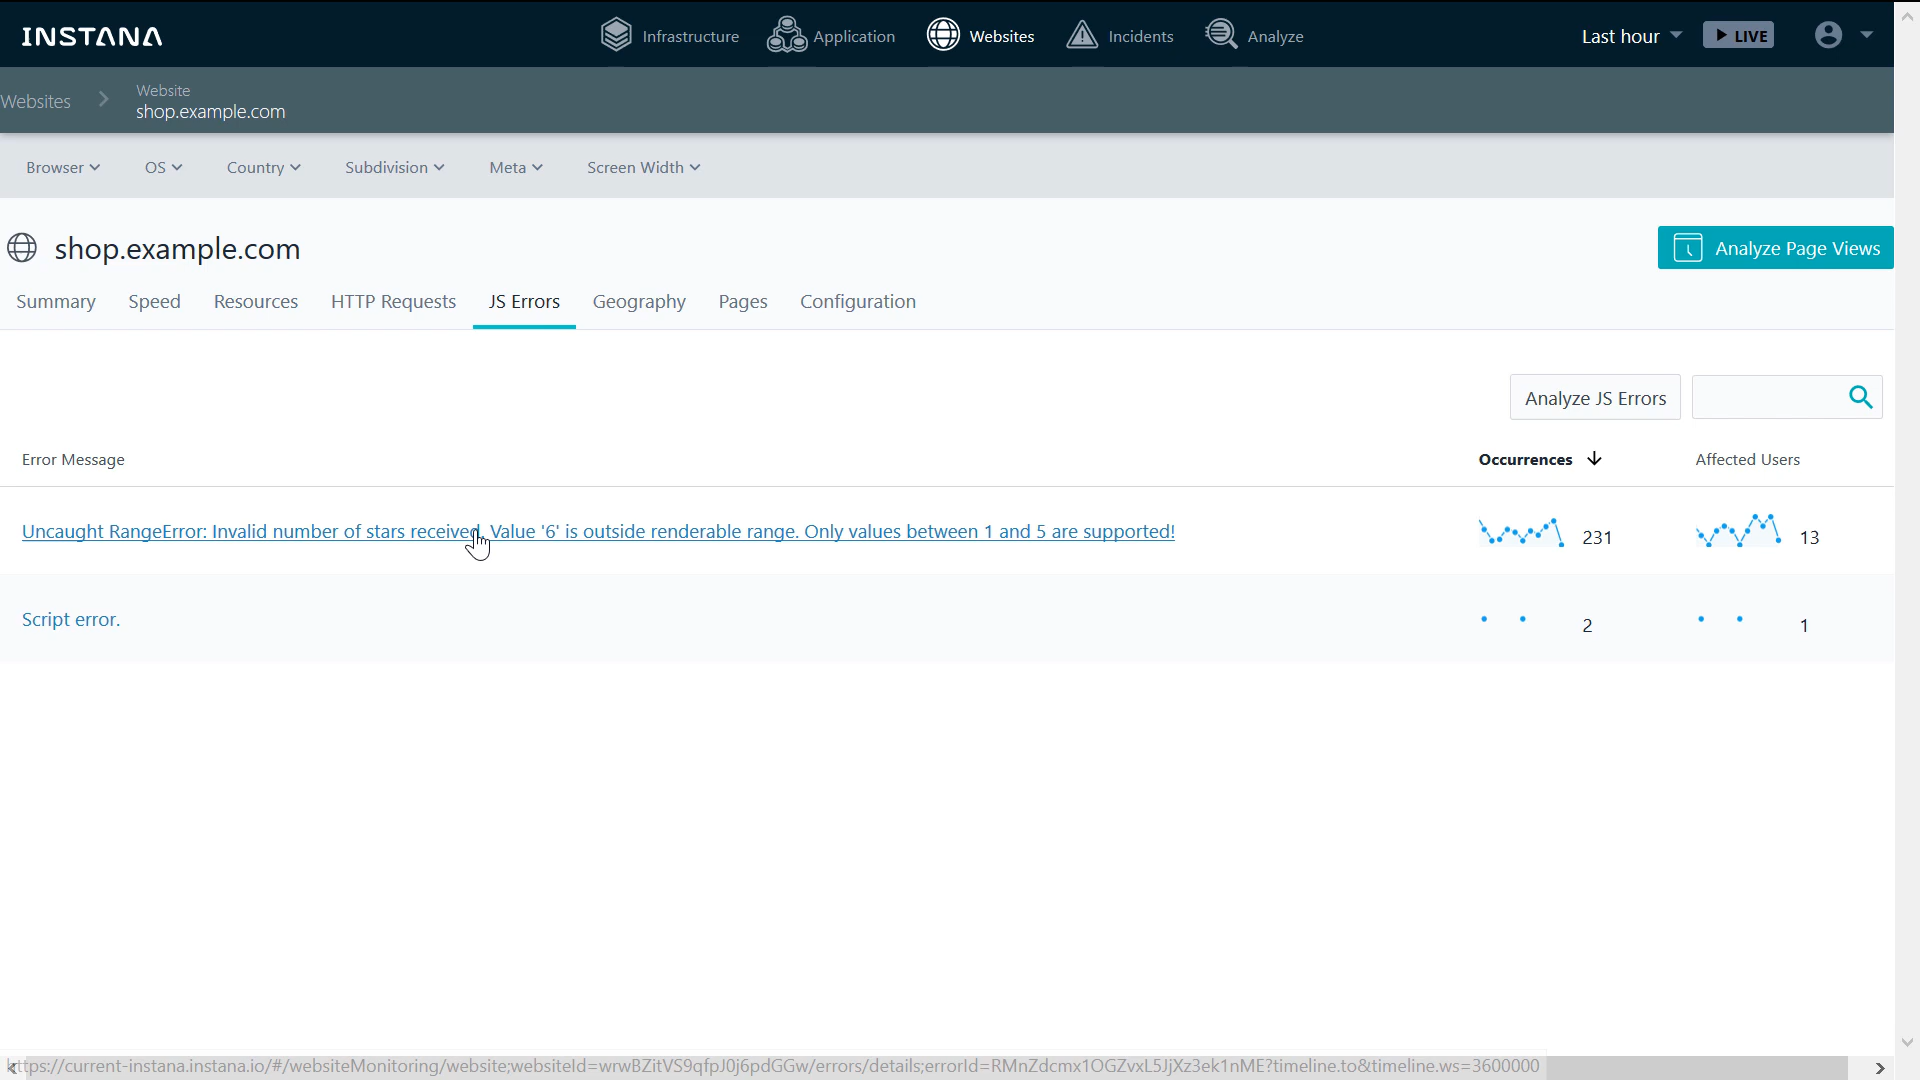 INSTANA
Infrastructure
Application
Websites
Incidents
Analyze
Last hour
LIVE
Websites
Website
shop.example.com
Browser
OS
Country
Subdivision
Meta
Screen Width
shop.example.com
Analyze Page Views
Summary
Speed
Resources
HTTP Requests
JS Errors
Geography
Pages
Configuration
Analyze JS Errors
Error Message
Occurrences
Affected Users
Uncaught RangeError: Invalid number of stars received. Value '6' is outside renderable range. Only values between 1 and 5 are supported!
231
13
Script error.
2
1
https://current-instana.instana.io/#/websiteMonitoring/website;websiteId=wrwBZitVS9qfpJ0j6pdGGw/errors/details;errorId=RMnZdcmx1OGZvxL5JjXz3ek1nME?timeline.to&timeline.ws=3600000